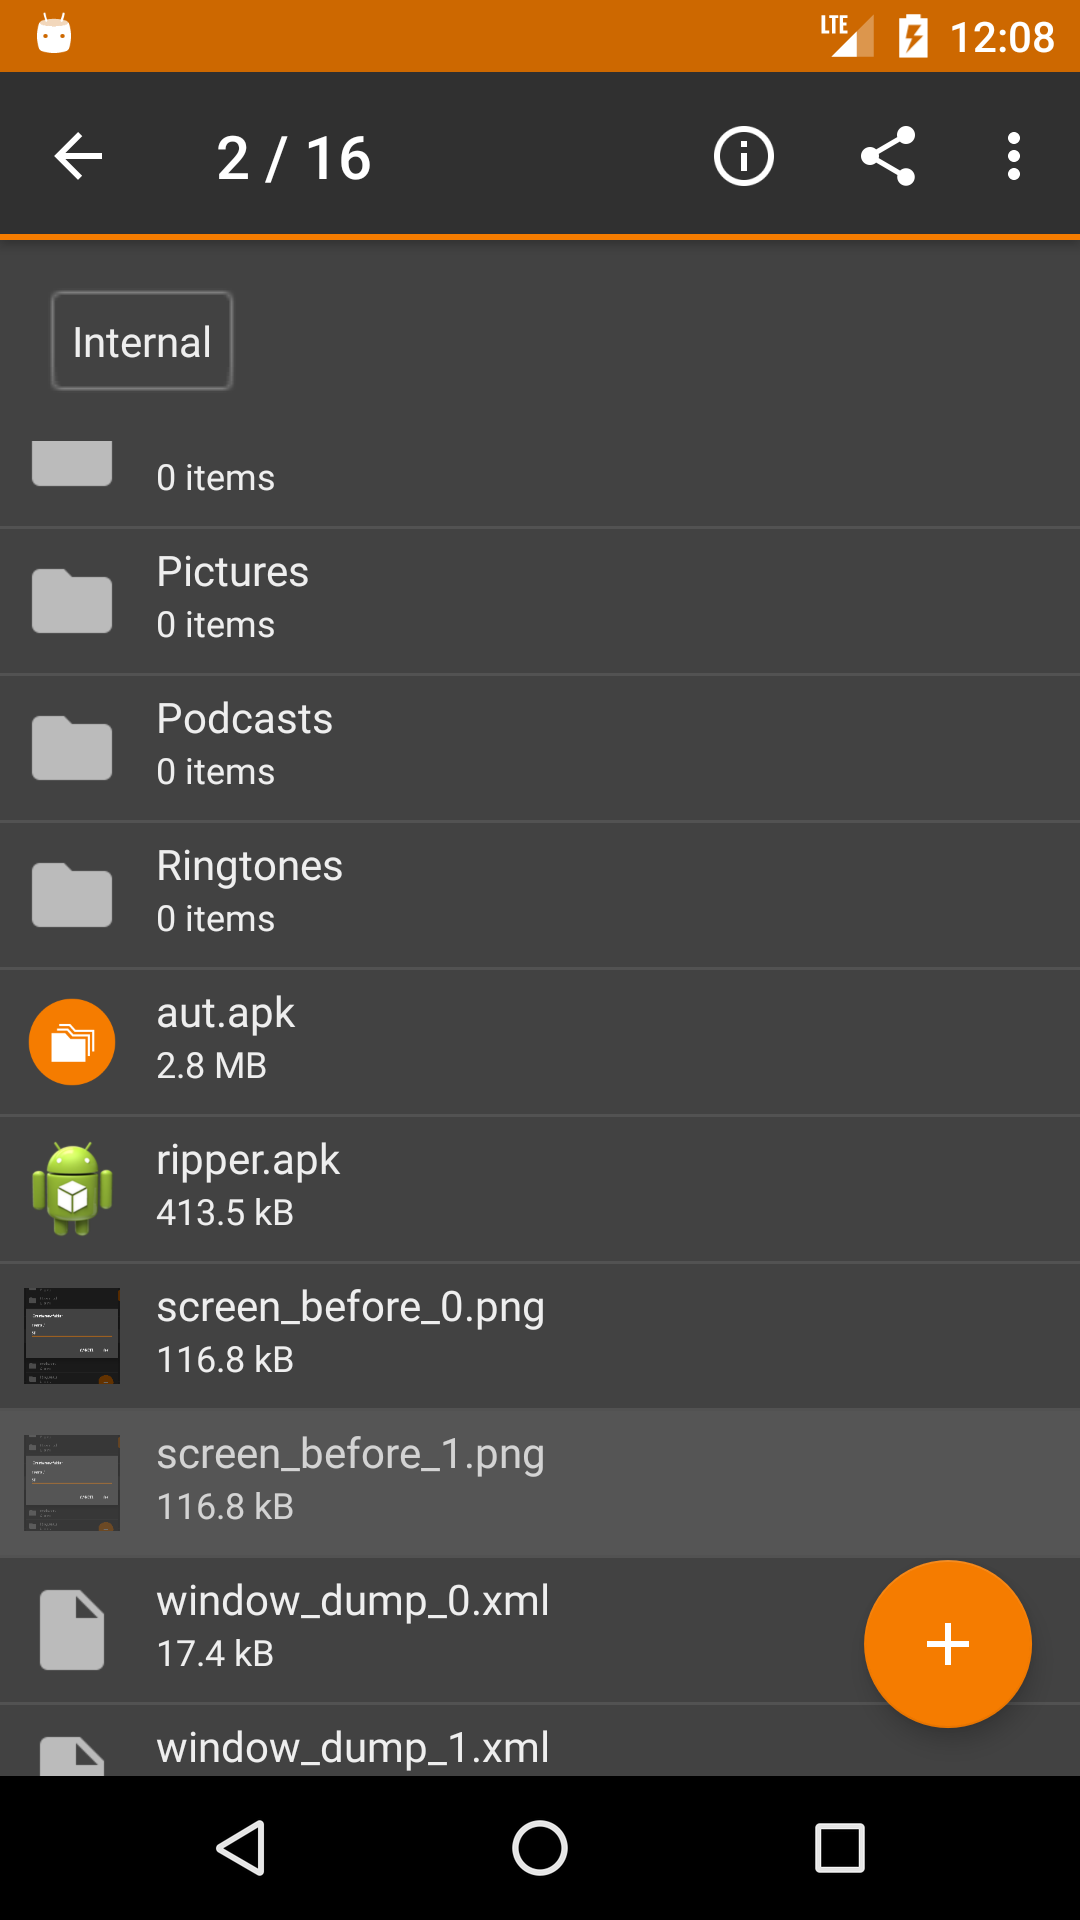 LTE 12:08
2 / 16
Internal
0 items
Pictures
0 items
Podcasts
0 items
Ringtones
0 items
aut.apk
2.8 MB
ripper.apk
413.5 kB
screen_before_0.png
116.8 kB
screen_before_1.png
116.8 kB
window_dump_0.xml
17.4 kB
window_dump_1.xml